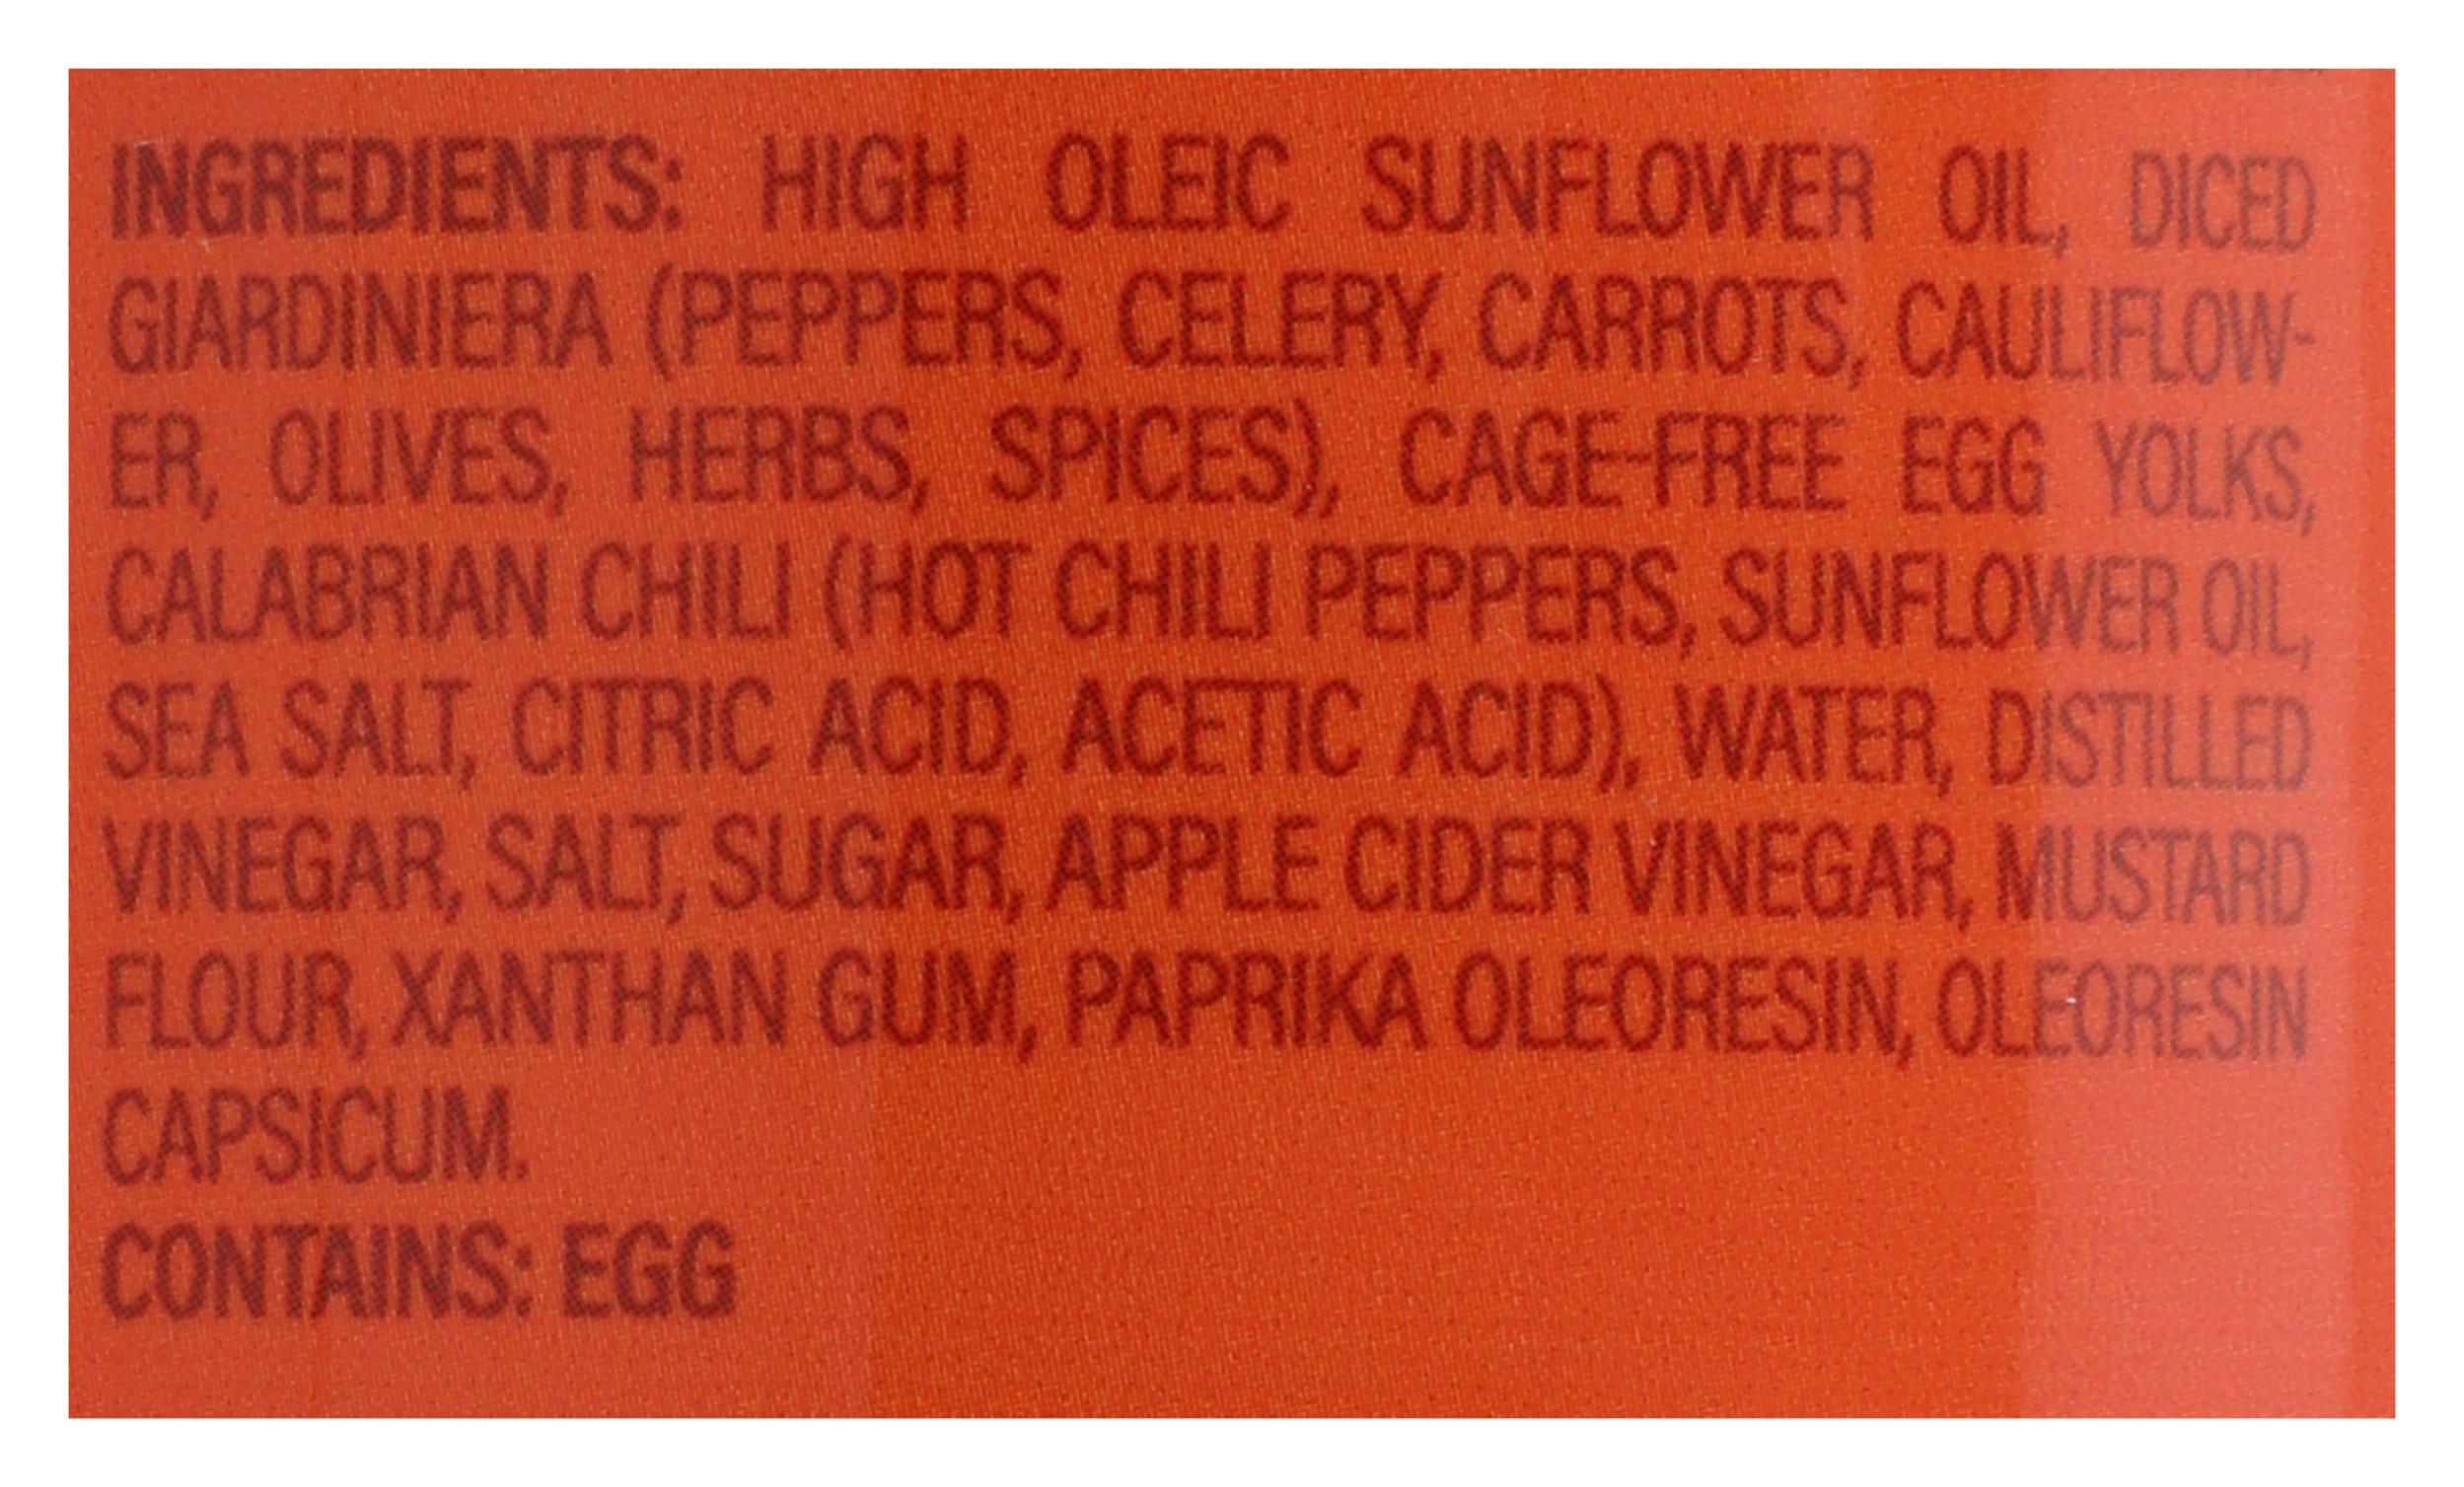 INGREDIENTS: HIGH OLEIC SUNFLOWER OIL, DICED
GIARDINIERA (PEPPERS, CELERY, CARROTS, CAULIFLOW-
ER, OLIVES, HERBS, SPICES), CAGE-FREE EGG YOLKS,
CALABRIAN CHILI (HOT CHILI PEPPERS, SUNFLOWER OIL,
SEA SALT, CITRIC ACID, ACETIC ACID), WATER, DISTILLED
VINEGAR, SALT, SUGAR, APPLE CIDER VINEGAR, MUSTARD
FLOUR, XANTHAN GUM, PAPRIKA OLEORESIN, OLEORESIN
CAPSICUM.
CONTAINS: EGG